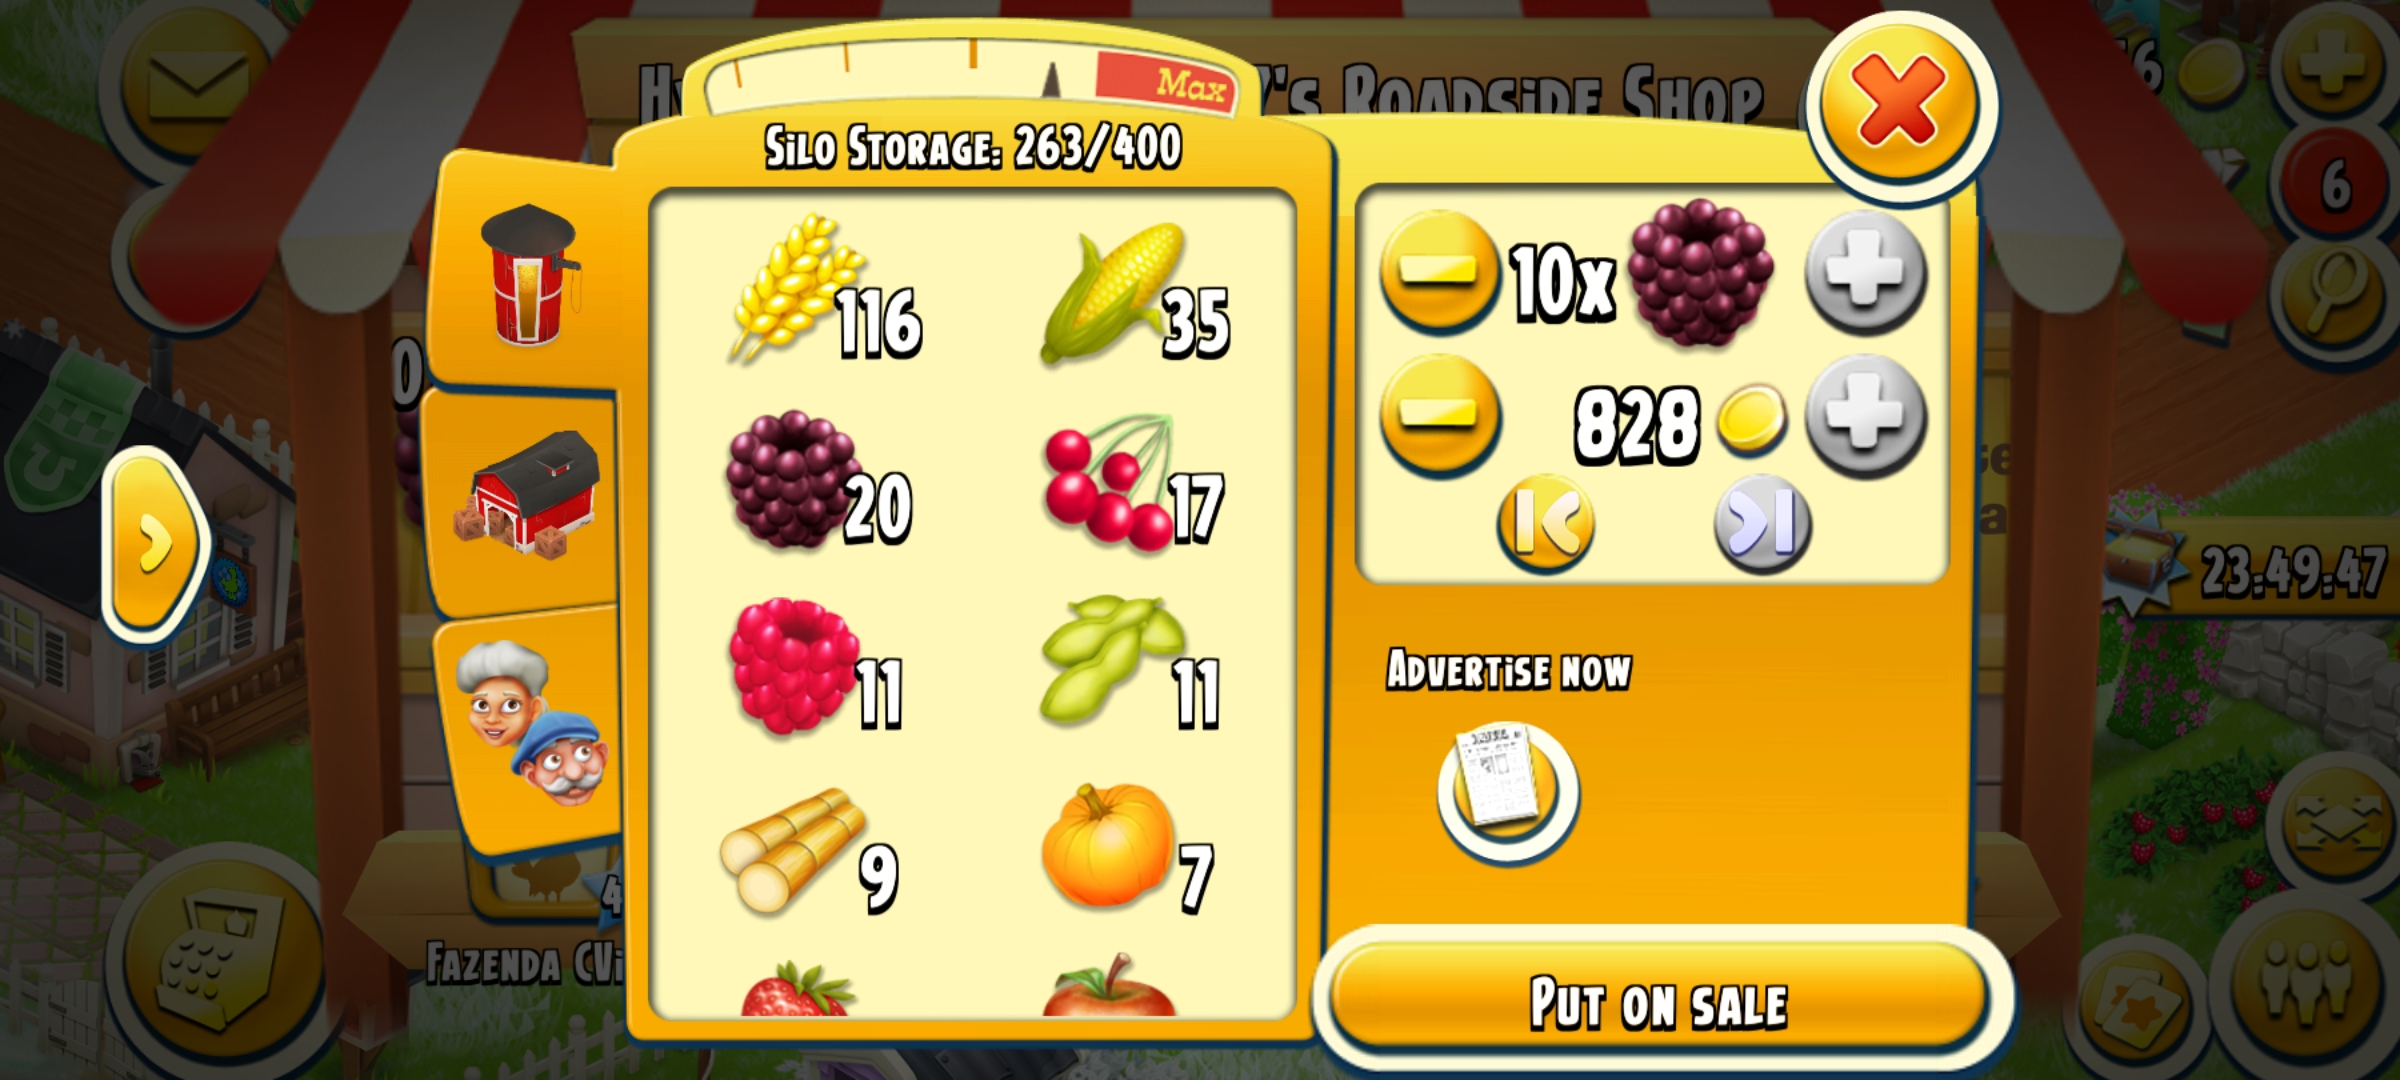 Max
's Roadside Shop
Silo Storage: 263/400
116
35
10x
6
828
20
17
11
11
23:49:47
Advertise now
9
7
Fazenda CVi
Put on sale